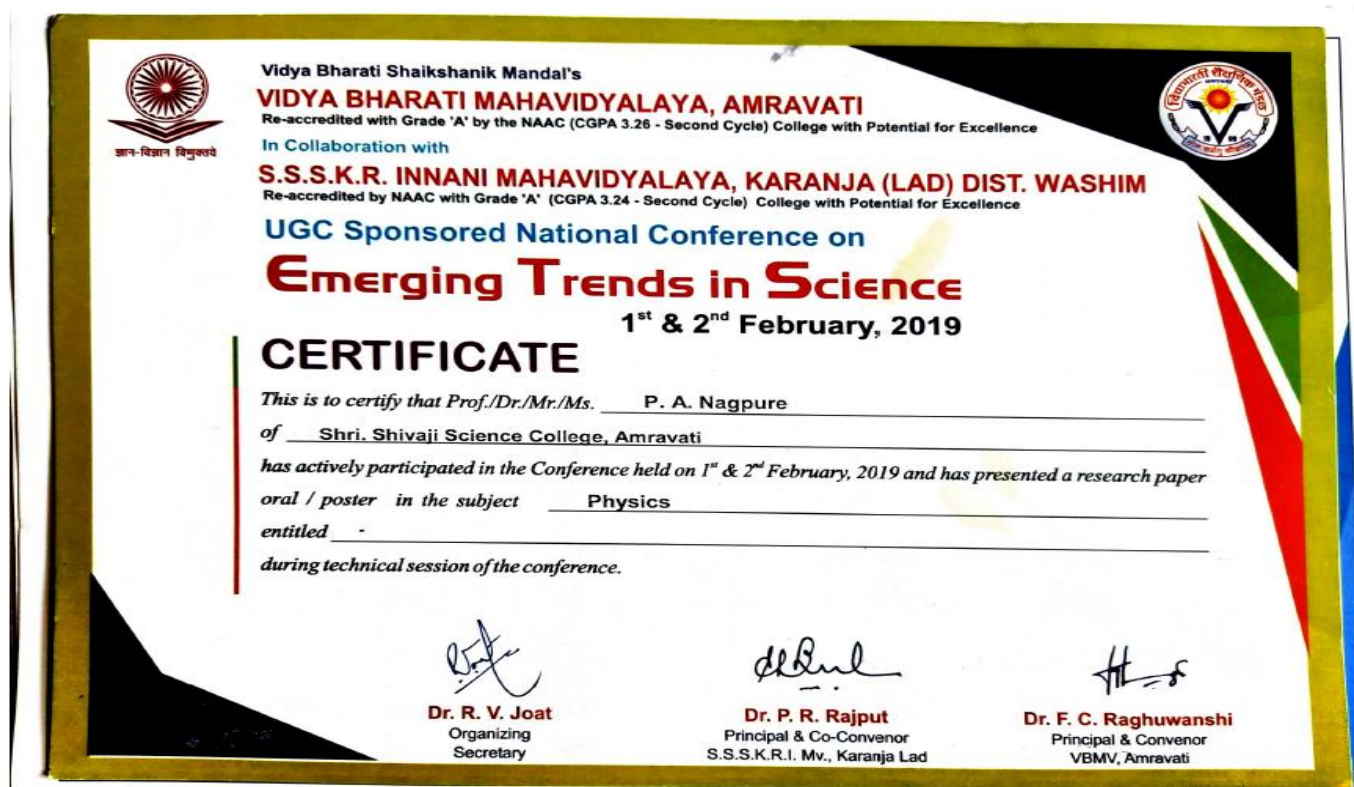 Vidya Bharati Shaikshanik Mandal's
VIDYA BHARATI MAHAVIDYALAYA, AMRAVATI
Re-accredited with Grade 'A' by the NAAC (CGPA 3.26 - Second Cycle) College with Potential for Excellence
ज्ञान-विज्ञान विमुक्तये
In Collaboration with
S.S.S.K.R. INNANI MAHAVIDYALAYA, KARANJA (LAD) DIST. WASHIM
Re-accredited by NAAC with Grade 'A' (CGPA 3.24 - Second Cycle) College with Potential for Excellence
UGC Sponsored National Conference on
Emerging Trends in Science
1st & 2nd February, 2019
CERTIFICATE
This is to certify that Prof./Dr./Mr./Ms. P. A. Nagpure
of Shri. Shivaji Science College, Amravati
has actively participated in the Conference held on 1st & 2nd February, 2019 and has presented a research paper
oral / poster in the subject Physics
entitled -
during technical session of the conference.
Dr. R. V. Joat
Organizing
Secretary
Dr. P. R. Rajput
Principal & Co-Convenor
S.S.S.K.R.I. Mv., Karanja Lad
Dr. F. C. Raghuwanshi
Principal & Convenor
VBMV, Amravati